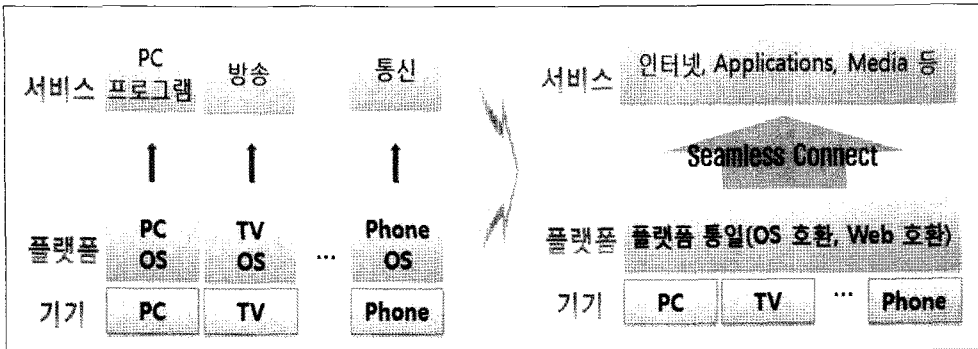 서비스
PC
프로그램
방송
통신
플랫폼
PC
OS
TV
OS
...
Phone
OS
기기
PC
TV
Phone
서비스
인터넷, Applications, Media 등
Seamless Connect
플랫폼
플랫폼 통일(OS 호환, Web 호환)
기기
PC
TV
...
Phone